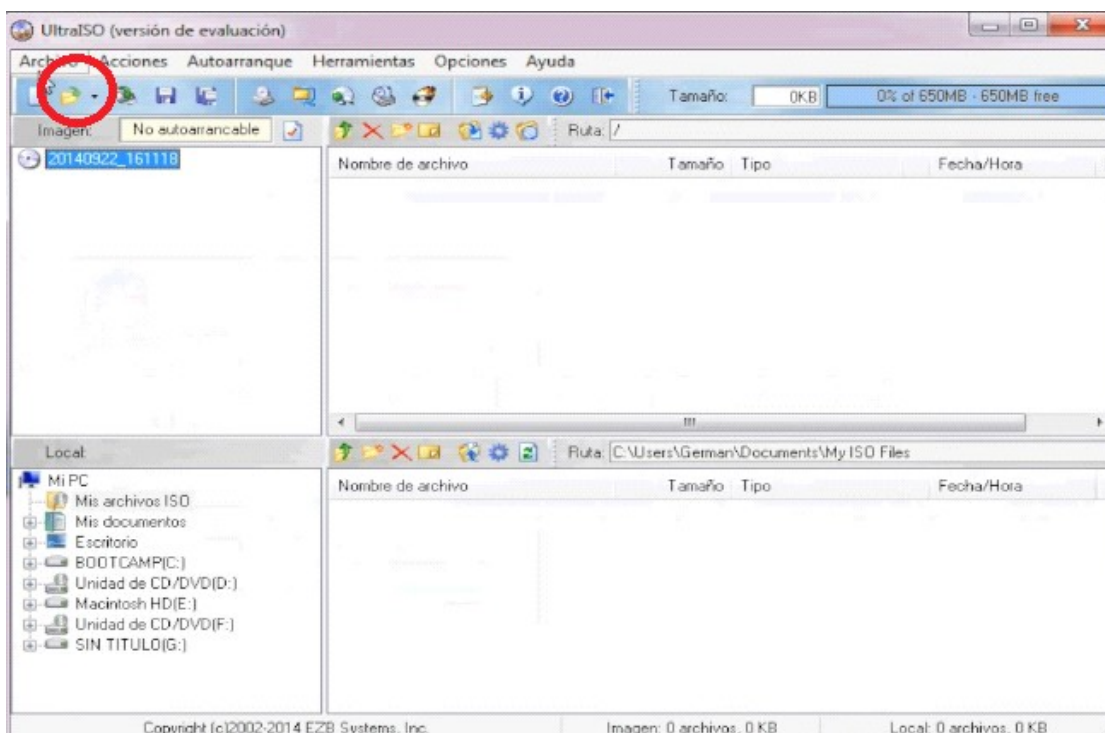 UltraISO (versión de evaluación)
Archivo Acciones Autoarranque Herramientas Opciones Ayuda
Tamaño: 0KB 0% of 650MB - 650MB free
Imagen: No autoarrancable Ruta: /
20140922_161118
Nombre de archivo Tamaño Tipo Fecha/Hora
Local: Ruta: C:\Users\German\Documents\My ISO Files
Mi PC
Nombre de archivo Tamaño Tipo Fecha/Hora
Mis archivos ISO
Mis documentos
Escritorio
BOOTCAMP(C:)
Unidad de CD/DVD(D:)
Macintosh HD(E:)
Unidad de CD/DVD(F:)
SIN TITULO(G:)
Copyright (c)2002-2014 EZB Systems, Inc. Imagen: 0 archivos, 0 KB Local: 0 archivos, 0 KB